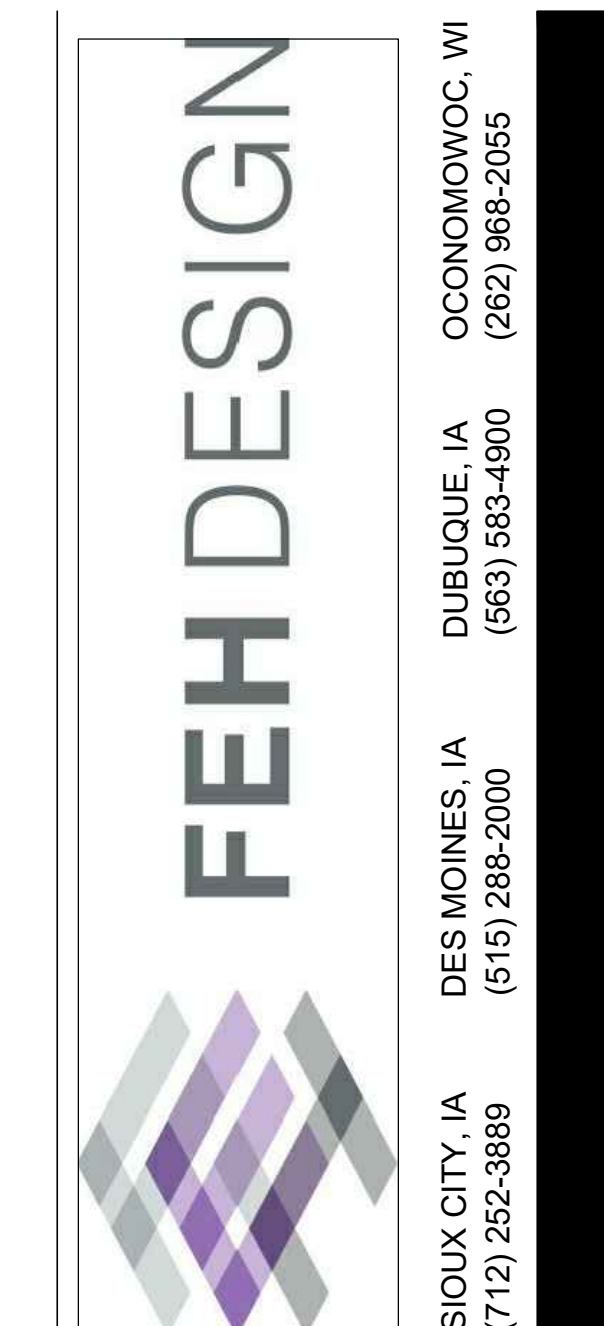 FEH DESIGN
SIOUX CITY, IA
(712) 252-3889
DES MOINES, IA
(515) 288-2000
DUBUQUE, IA
(563) 583-4900
OCONOMOWOC, WI
(262) 968-2055